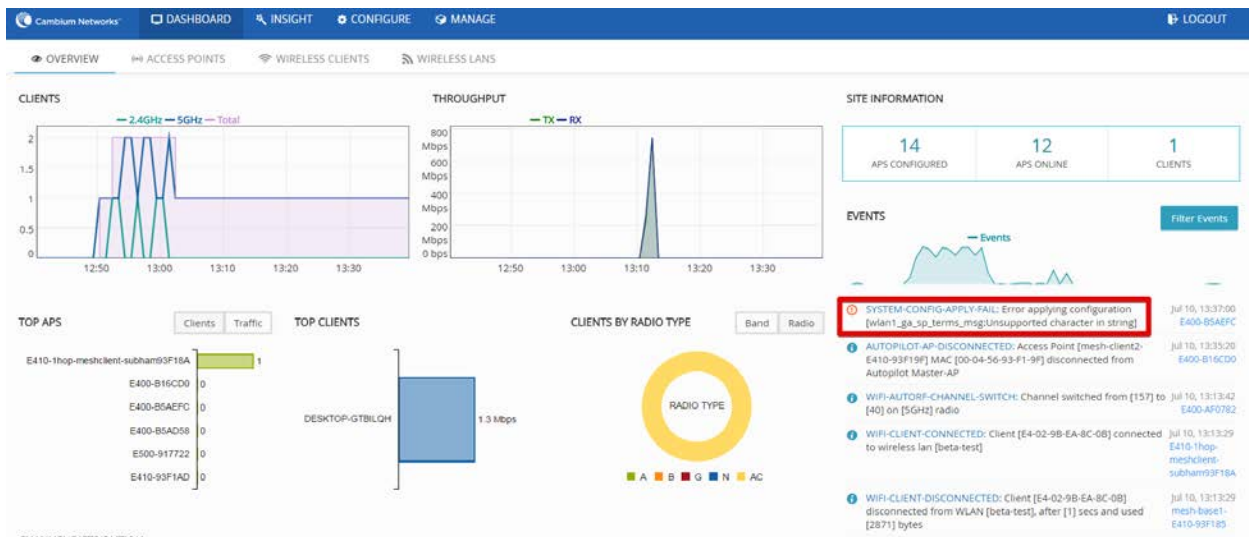 Cambium Networks™ DASHBOARD INSIGHT CONFIGURE MANAGE LOGOUT
OVERVIEW ACCESS POINTS WIRELESS CLIENTS WIRELESS LANS
CLIENTS
2.4GHz 5GHz Total
2
1.5
1
0.5
0
12:50 13:00 13:10 13:20 13:30
THROUGHPUT
TX RX
800
Mbps
600
Mbps
400
Mbps
200
Mbps
0 bps
12:50 13:00 13:10 13:20 13:30
SITE INFORMATION
14 12 1
APS CONFIGURED APS ONLINE CLIENTS
EVENTS Filter Events
Events
SYSTEM-CONFIG-APPLY-FAIL: Error applying configuration Jul 10, 13:37:00
[wlan1_ga_sp_terms_msg:Unsupported character in string] E400-B5AEFC
AUTOPILOT-AP-DISCONNECTED: Access Point [mesh-client2- Jul 10, 13:35:20
E410-93F19F] MAC [00-04-56-93-F1-9F] disconnected from E400-B16CD0
Autopilot Master-AP
WIFI-AUTORF-CHANNEL-SWITCH: Channel switched from [157] to Jul 10, 13:13:42
[40] on [5GHz] radio E400-AF0782
WIFI-CLIENT-CONNECTED: Client [E4-02-9B-EA-8C-0B] connected Jul 10, 13:13:29
to wireless lan [beta-test] E410-1hop-
meshclient-
subham93F18A
WIFI-CLIENT-DISCONNECTED: Client [E4-02-9B-EA-8C-0B] Jul 10, 13:13:29
disconnected from WLAN [beta-test], after [1] secs and used mesh-base1-
[2871] bytes E410-93F185
TOP APS Clients Traffic
E410-1hop-meshclient-subham93F18A 1
E400-B16CD0 0
E400-B5AEFC 0
E400-B5AD58 0
E500-917722 0
E410-93F1AD 0
TOP CLIENTS
DESKTOP-GTBILQH 1.3 Mbps
CLIENTS BY RADIO TYPE Band Radio
RADIO TYPE
A B G N AC